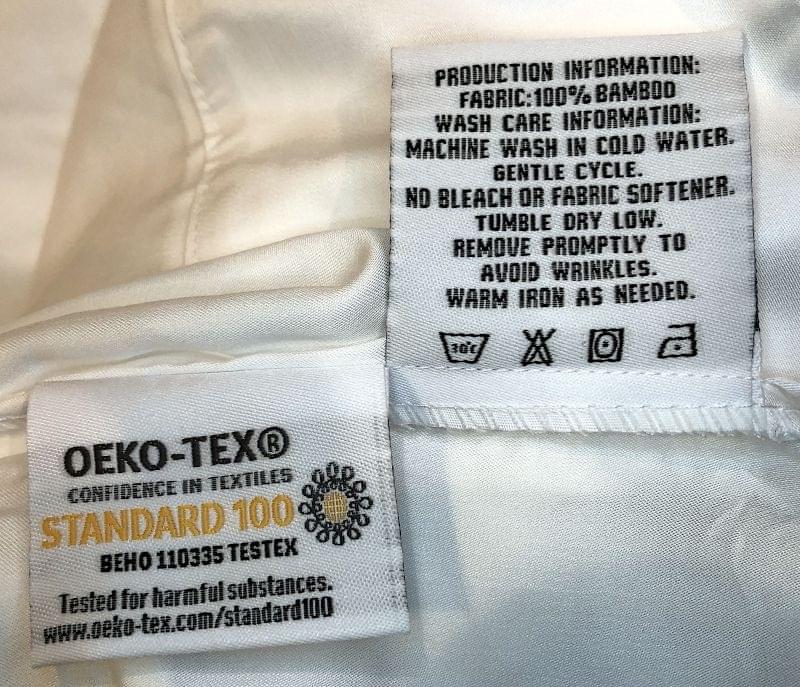 PRODUCTION INFORMATION:
FABRIC:100% BAMBOO
WASH CARE INFORMATION:
MACHINE WASH IN COLD WATER.
GENTLE CYCLE.
NO BLEACH OR FABRIC SOFTENER.
TUMBLE DRY LOW.
REMOVE PROMPTLY TO
AVOID WRINKLES.
WARM IRON AS NEEDED.
30°C
OEKO-TEX®
CONFIDENCE IN TEXTILES
STANDARD 100
BEHO 110335 TESTEX
Tested for harmful substances.
www.oeko-tex.com/standard100